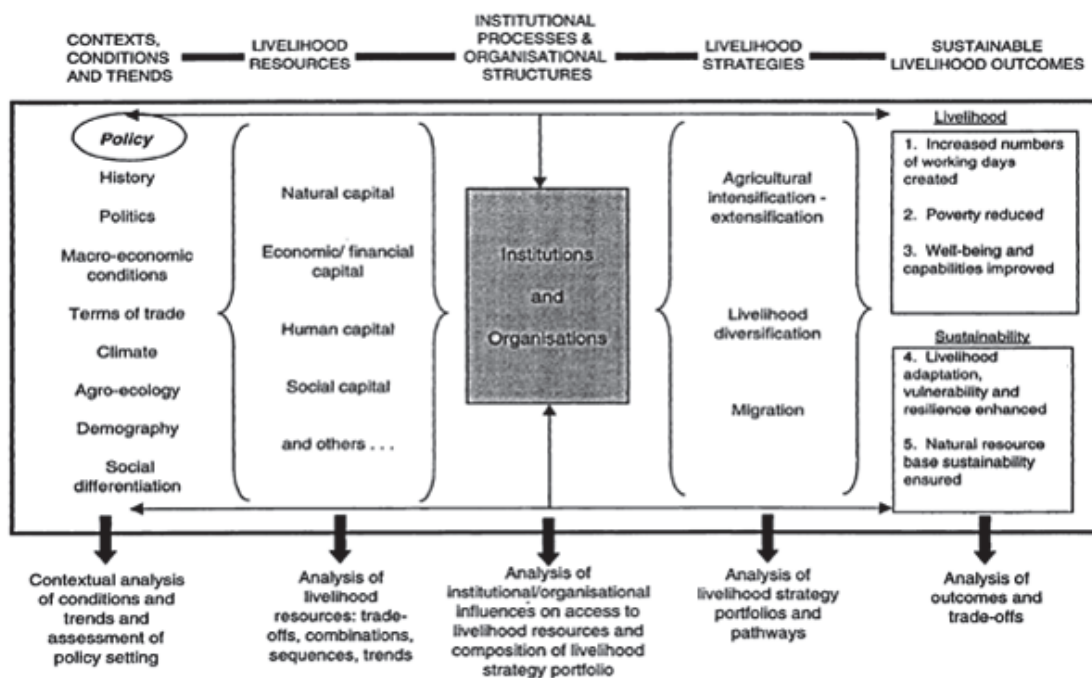 CONTEXTS,
CONDITIONS
AND TRENDS
LIVELIHOOD
RESOURCES
INSTITUTIONAL
PROCESSES &
ORGANISATIONAL
STRUCTURES
LIVELIHOOD
STRATEGIES
SUSTAINABLE
LIVELIHOOD OUTCOMES
Policy
History
Politics
Macro-economic
conditions
Terms of trade
Climate
Agro-ecology
Demography
Social
differentiation
Natural capital
Economic/ financial
capital
Human capital
Social capital
and others . . .
Institutions
and
Organisations
Agricultural
intensification -
extensification
Livelihood
diversification
Migration
Livelihood
1. Increased numbers
of working days
created
2. Poverty reduced
3. Well-being and
capabilities improved
Sustainability
4. Livelihood
adaptation,
vulnerability and
resilience enhanced
5. Natural resource
base sustainability
ensured
Contextual analysis
of conditions and
trends and
assessment of
policy setting
Analysis of
livelihood
resources: trade-
offs, combinations,
sequences, trends
Analysis of
institutional/organisational
influences on access to
livelihood resources and
composition of livelihood
strategy portfolio
Analysis of
livelihood strategy
portfolios and
pathways
Analysis of
outcomes and
trade-offs